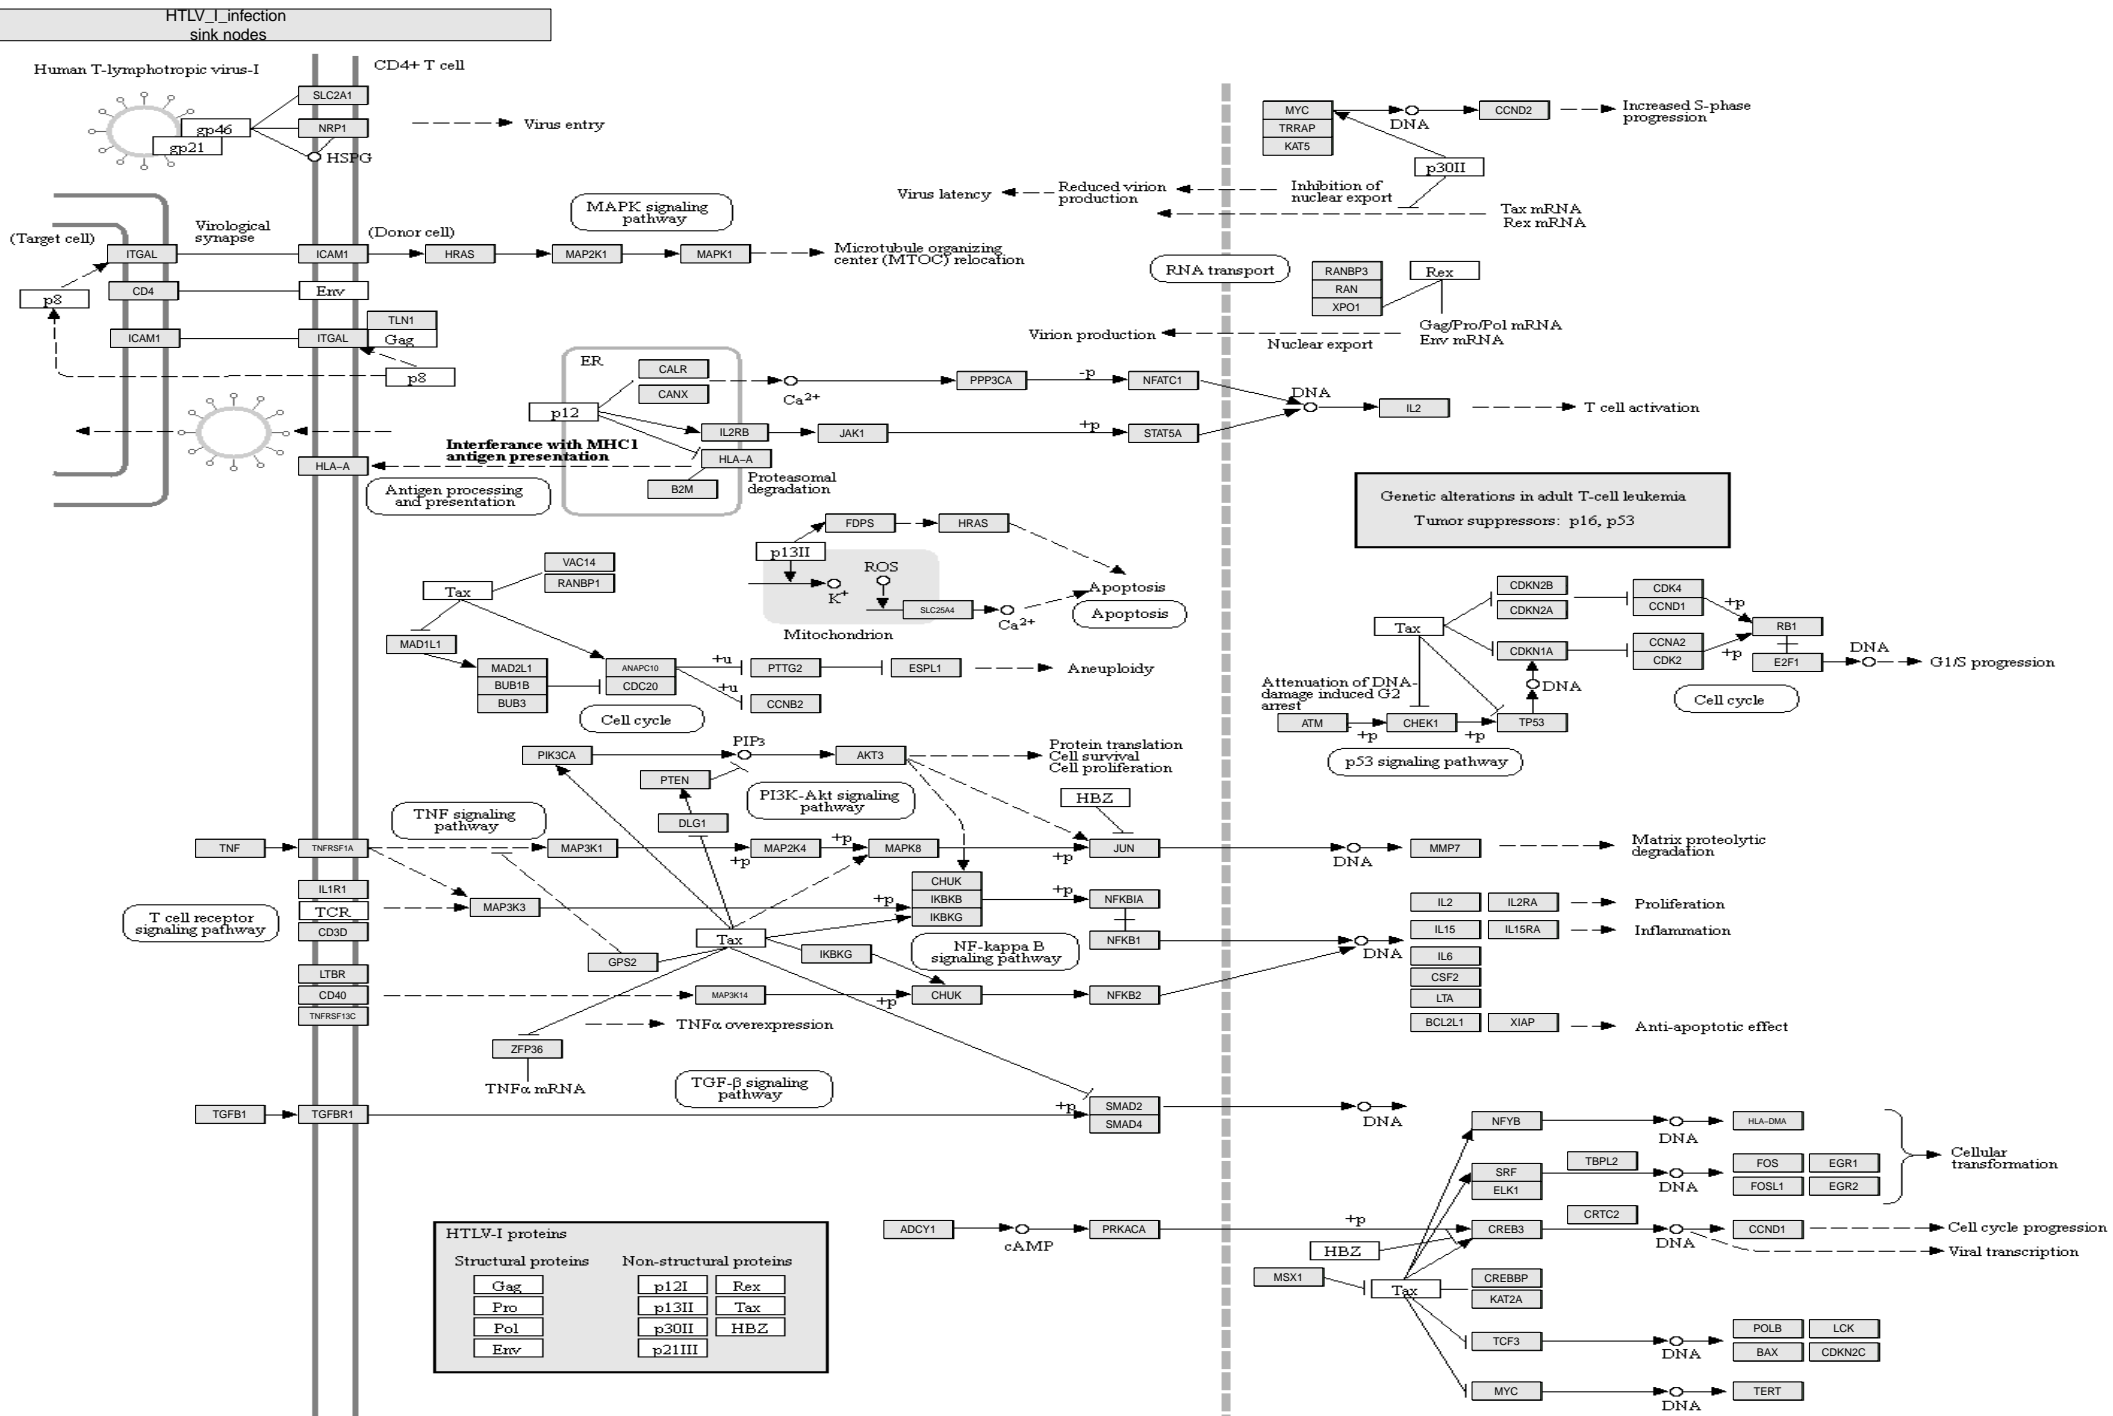 HTLV_I_infection
sink nodes
Human T-lymphotropic virus-I
CD4+ T cell
SLC2A1
gp46
NRP1
gp21
HSPG
Virus entry
MYC
TRRAP
KAT5
DNA
CCND2
Increased S-phase
progression
p30II
Virus latency
Reduced virion
production
Inhibition of
nuclear export
Tax mRNA
Rex mRNA
MAPK signaling
pathway
(Target cell)
Virological
synapse
(Donor cell)
ITGAL
ICAM1
HRAS
MAP2K1
MAPK1
Microtubule organizing
center (MTOC) relocation
RNA transport
RANBP3
RAN
XPO1
Rex
p8
CD4
Env
TLN1
ICAM1
ITGAL
Gag
p8
Virion production
Nuclear export
Gag/Pro/Pol mRNA
Env mRNA
ER
CALR
CANX
Ca2+
PPP3CA
-p
NFATC1
DNA
IL2
T cell activation
p12
IL2RB
JAK1
+p
STAT5A
Interferance with MHC1
antigen presentation
HLA-A
HLA-A
B2M
Proteasomal
degradation
Antigen processing
and presentation
Genetic alterations in adult T-cell leukemia
Tumor suppressors: p16, p53
FDPS
HRAS
p13II
ROS
K+
SLC25A4
Ca2+
Mitochondrion
Apoptosis
Apoptosis
VAC14
RANBP1
Tax
MAD1L1
MAD2L1
BUB1B
BUB3
ANAPC10
CDC20
+u
+u
PTTG2
ESPL1
Aneuploidy
CCNB2
Cell cycle
CDKN2B
CDKN2A
CDK4
CCND1
+p
Tax
CDKN1A
CCNA2
CDK2
+p
RB1
E2F1
DNA
G1/S progression
DNA
Attenuation of DNA-
damage induced G2
arrest
ATM
+p
CHEK1
+p
TP53
Cell cycle
p53 signaling pathway
PIK3CA
PIP3
AKT3
Protein translation
Cell survival
Cell proliferation
PTEN
PI3K-Akt signaling
pathway
HBZ
TNF signaling
pathway
DLG1
TNF
TNFRSF1A
MAP3K1
+p
MAP2K4
+p
MAPK8
+p
JUN
DNA
MMP7
Matrix proteolytic
degradation
IL1R1
TCR
CD3D
T cell receptor
signaling pathway
MAP3K3
+p
CHUK
IKBKB
IKBKG
+p
NFKBIA
NFKB1
Tax
GPS2
IKBKG
NF-kappa B
signaling pathway
DNA
IL2
IL2RA
Proliferation
IL15
IL15RA
Inflammation
IL6
CSF2
LTA
BCL2L1
XIAP
Anti-apoptotic effect
LTBR
CD40
TNFRSF13C
MAP3K14
+p
CHUK
NFKB2
TNFα overexpression
ZFP36
TNFα mRNA
TGF-β signaling
pathway
TGFB1
TGFBR1
+p
SMAD2
SMAD4
DNA
NFYB
DNA
HLA-DMA
SRF
ELK1
TBPL2
DNA
FOS
EGR1
FOSL1
EGR2
Cellular
transformation
ADCY1
cAMP
PRKACA
+p
CREB3
CRTC2
DNA
CCND1
Cell cycle progression
Viral transcription
HBZ
MSX1
Tax
CREBBP
KAT2A
TCF3
DNA
POLB
LCK
BAX
CDKN2C
MYC
DNA
TERT
HTLV-I proteins
Structural proteins
Non-structural proteins
Gag
p12I
Rex
Pro
p13II
Tax
Pol
p30II
HBZ
Env
p21III